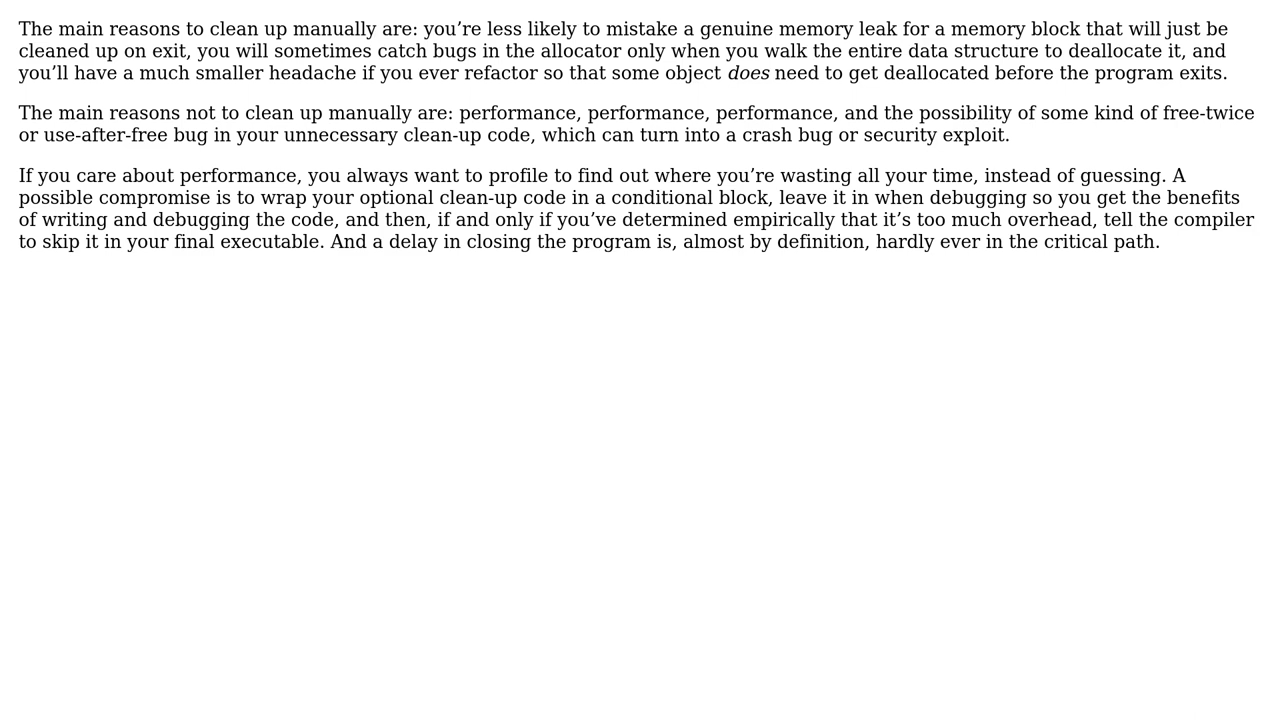 The main reasons to clean up manually are: you’re less likely to mistake a genuine memory leak for a memory block that will just be
cleaned up on exit, you will sometimes catch bugs in the allocator only when you walk the entire data structure to deallocate it, and
you’ll have a much smaller headache if you ever refactor so that some object does need to get deallocated before the program exits.
The main reasons not to clean up manually are: performance, performance, performance, and the possibility of some kind of free-twice
or use-after-free bug in your unnecessary clean-up code, which can turn into a crash bug or security exploit.
If you care about performance, you always want to profile to find out where you’re wasting all your time, instead of guessing. A
possible compromise is to wrap your optional clean-up code in a conditional block, leave it in when debugging so you get the benefits
of writing and debugging the code, and then, if and only if you’ve determined empirically that it’s too much overhead, tell the compiler
to skip it in your final executable. And a delay in closing the program is, almost by definition, hardly ever in the critical path.